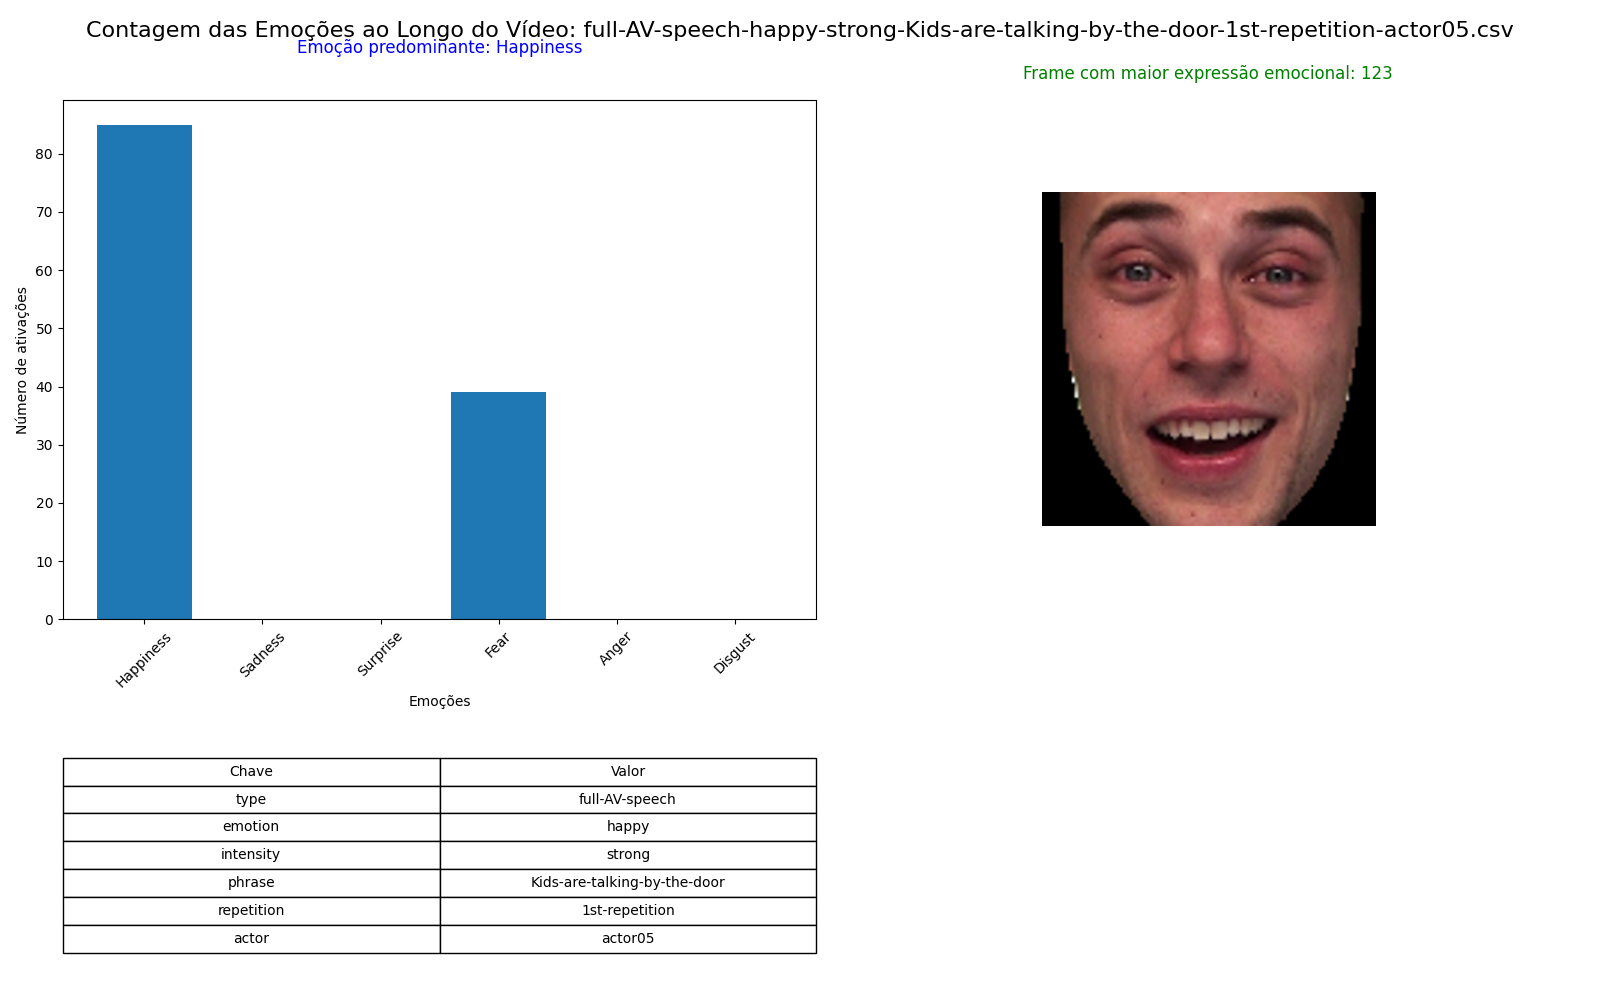 Contagem das Emoções ao Longo do Vídeo: full-AV-speech-happy-strong-Kids-are-talking-by-the-door-1st-repetition-actor05.csv
Emoção predominante: Happiness
Frame com maior expressão emocional: 123
Número de ativações
80
70
60
50
40
30
20
10
0
Happiness
Sadness
Surprise
Fear
Anger
Disgust
Emoções
Chave Valor
type full-AV-speech
emotion happy
intensity strong
phrase Kids-are-talking-by-the-door
repetition 1st-repetition
actor actor05